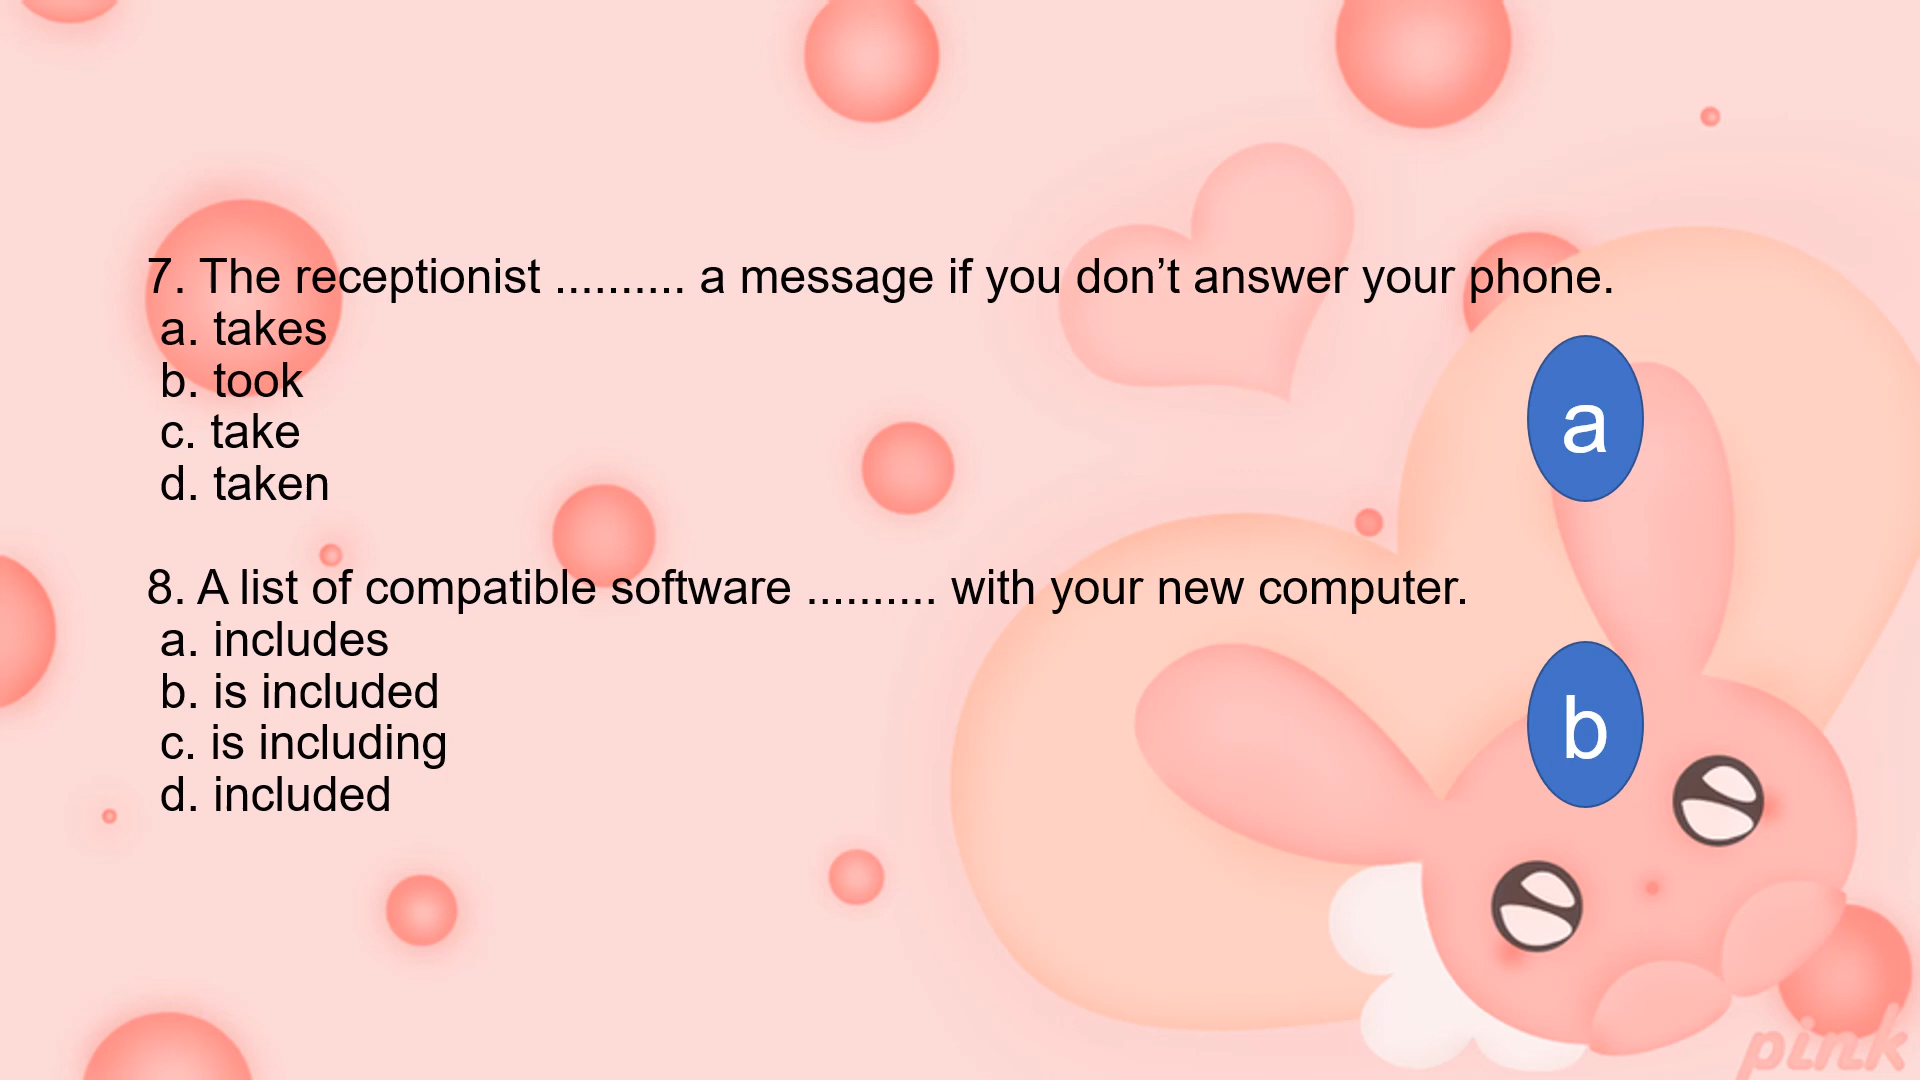 7. The receptionist .......... a message if you don’t answer your phone.
a. takes
b. took
c. take
d. taken
a
8. A list of compatible software .......... with your new computer.
a. includes
b. is included
c. is including
d. included
b
pink